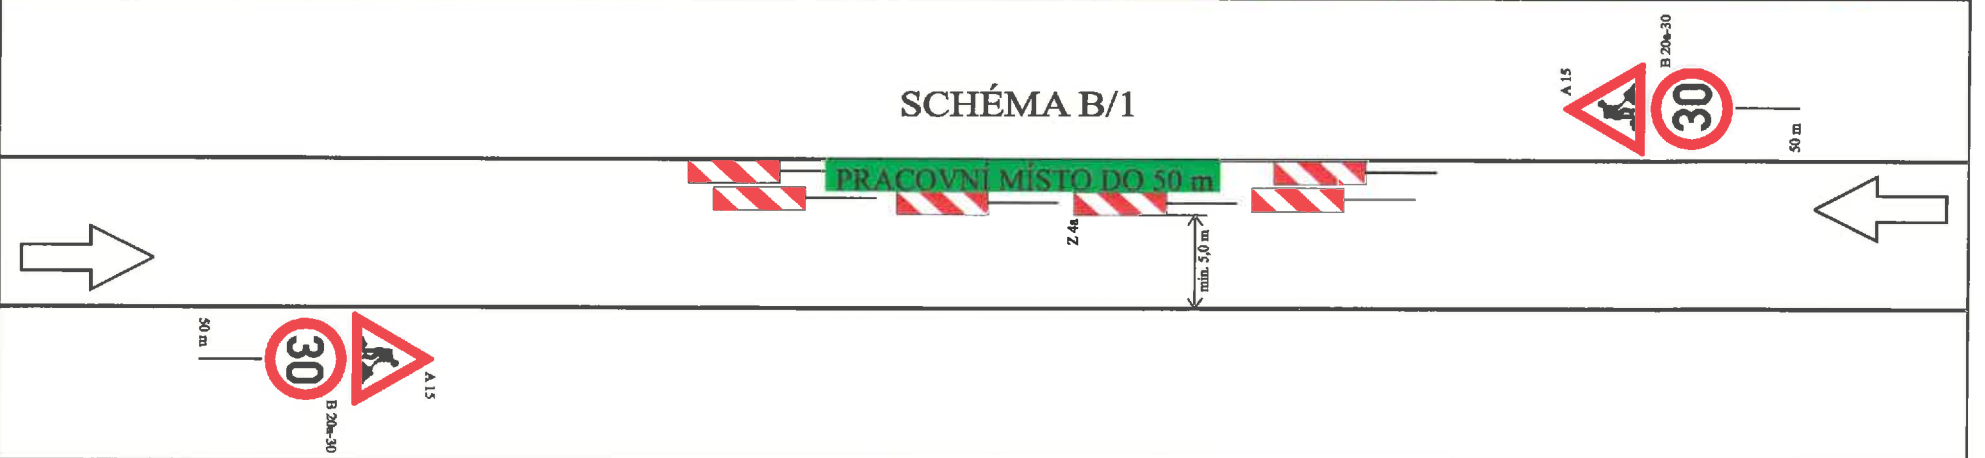 SCHÉMA B/1
A 15
B 20a-30
30
50 m
PRACOVNÍ MÍSTO DO 50 m
Z 4a
min. 5,0 m
50 m
30
B 20a-30
A 15